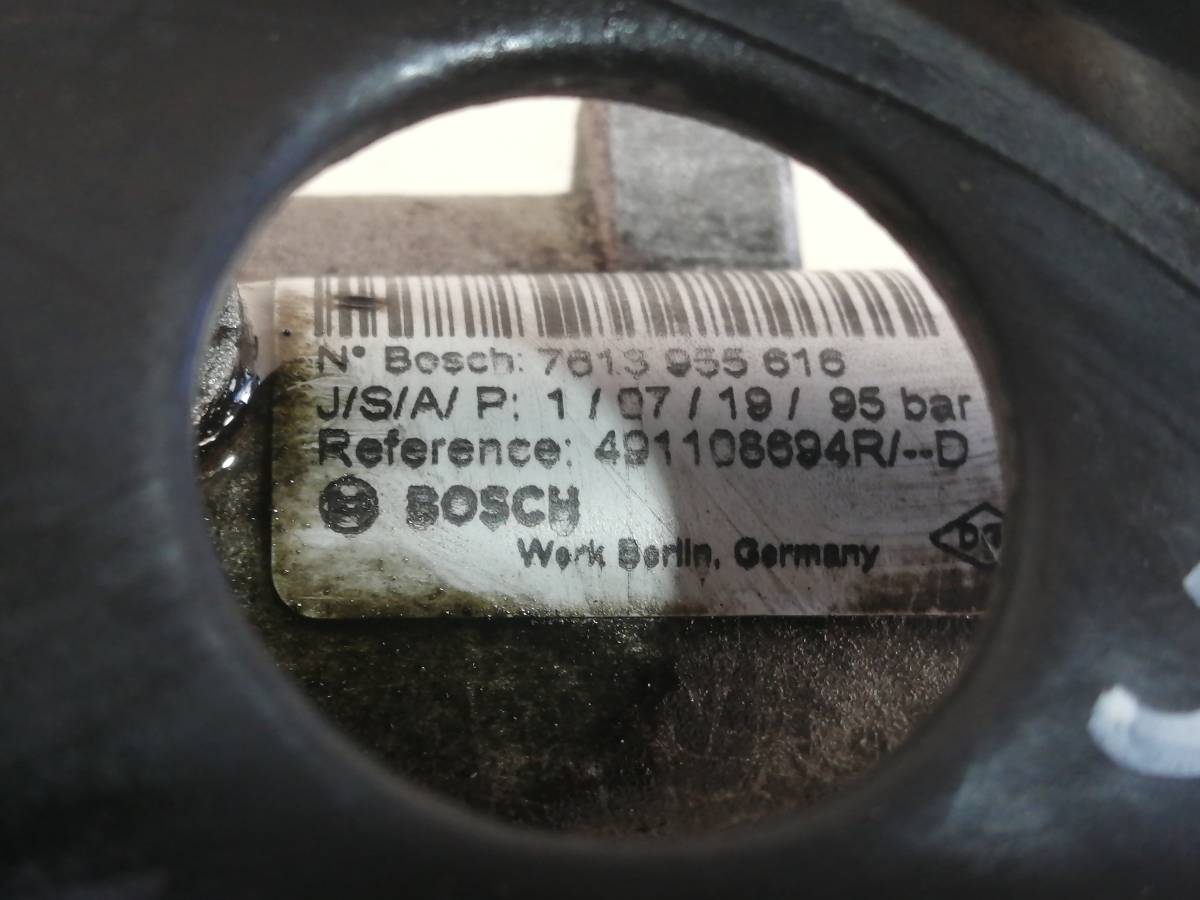 N° Bosch: 7613 955 616
J/S/A/ P: 1 / 07 / 19 / 95 bar
Reference: 491108694R/--D
BOSCH
Werk Berlin, Germany